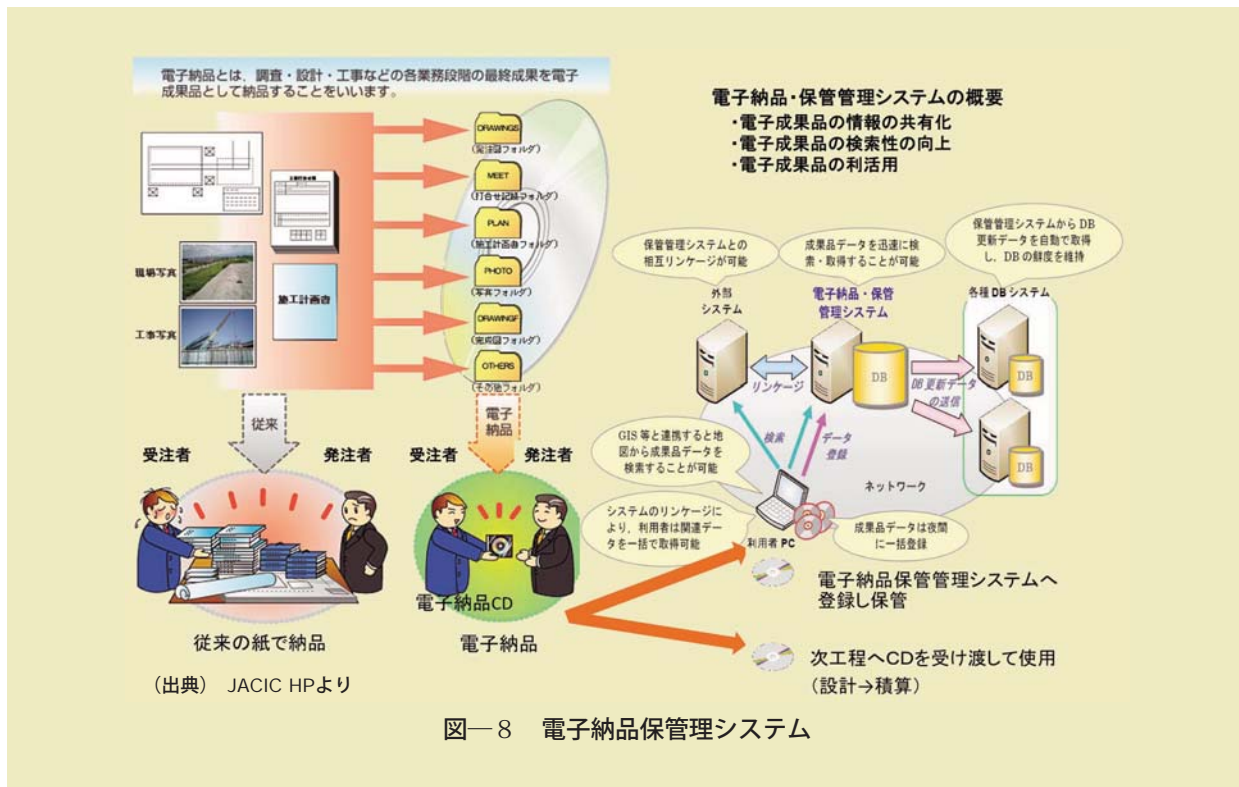 電子納品とは、調査・設計・工事などの各業務段階の最終成果を電子
成果品として納品することをいいます。
職場写真
工事写真
施工計画書
DRAWINGS
(発注図フォルダ)
MEET
(打合せ記録フォルダ)
PLAN
(施工計画書フォルダ)
PHOTO
(写真フォルダ)
DRAWINGF
(完成図フォルダ)
OTHERS
(その他フォルダ)
従来
電子
納品
受注者
発注者
受注者
発注者
電子納品CD
従来の紙で納品
電子納品
(出典) JACIC HPより
電子納品・保管管理システムの概要
・電子成果品の情報の共有化
・電子成果品の検索性の向上
・電子成果品の利活用
保管管理システムとの
相互リンケージが可能
成果品データを迅速に検
索・取得することが可能
保管管理システムから DB
更新データを自動で取得
し、DB の鮮度を維持
外部
システム
電子納品・保管
管理システム
各種 DB システム
リンケージ
DB
DB 更新データ
の送信
DB
DB
GIS 等と連携すると地
図から成果品データを
検索することが可能
検索
データ
登録
ネットワーク
システムのリンケージに
より、利用者は関連デー
タを一括で取得可能
利用者 PC
成果品データは夜間
に一括登録
電子納品保管管理システムへ
登録し保管
次工程へCDを受け渡して使用
(設計→積算)
図―8 電子納品保管理システム